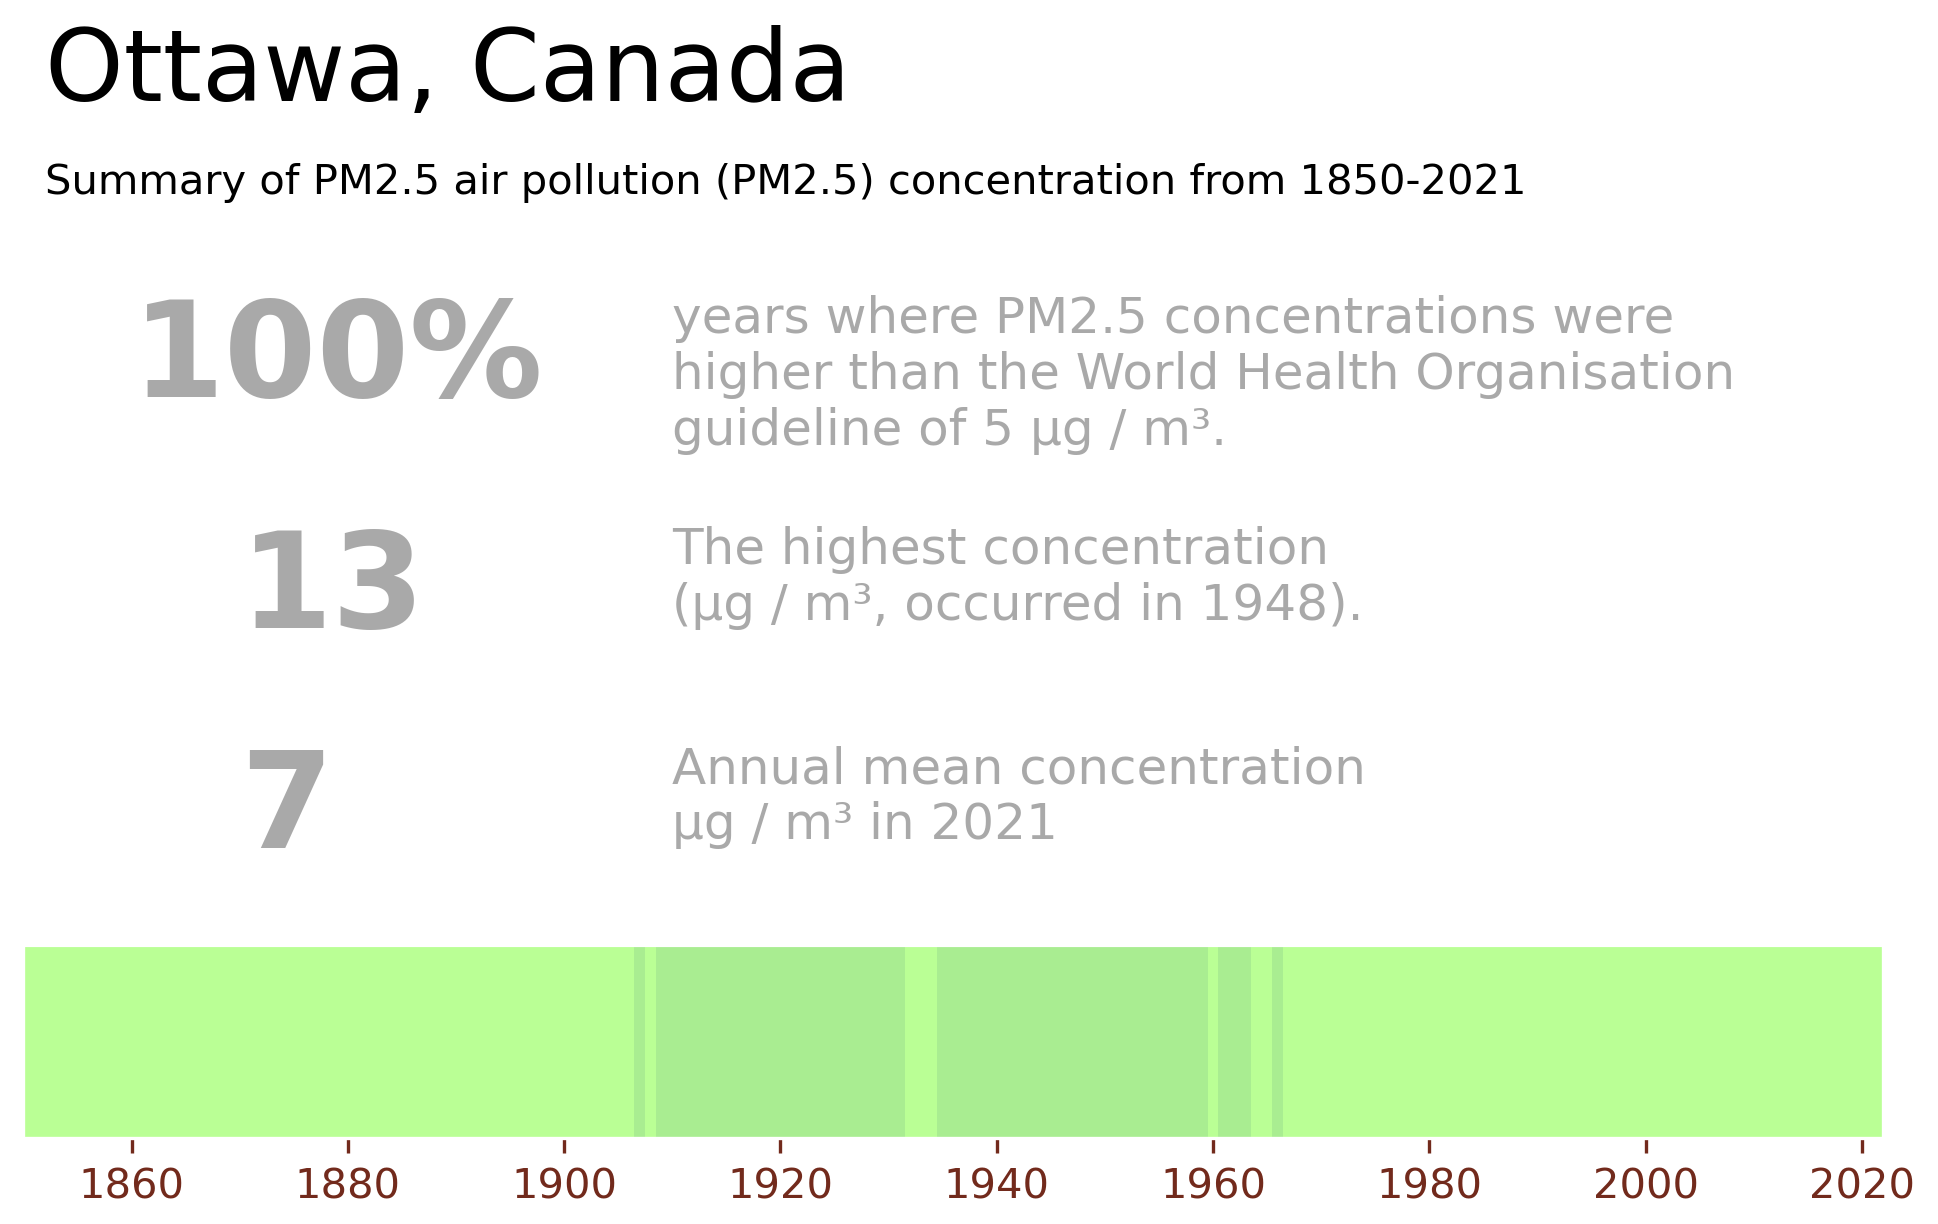 Ottawa, Canada
Summary of PM2.5 air pollution (PM2.5) concentration from 1850-2021
100%
years where PM2.5 concentrations were
higher than the World Health Organisation
guideline of 5 µg / m³.
13
The highest concentration
(µg / m³, occurred in 1948).
7
Annual mean concentration
µg / m³ in 2021
1860 1880 1900 1920 1940 1960 1980 2000 2020